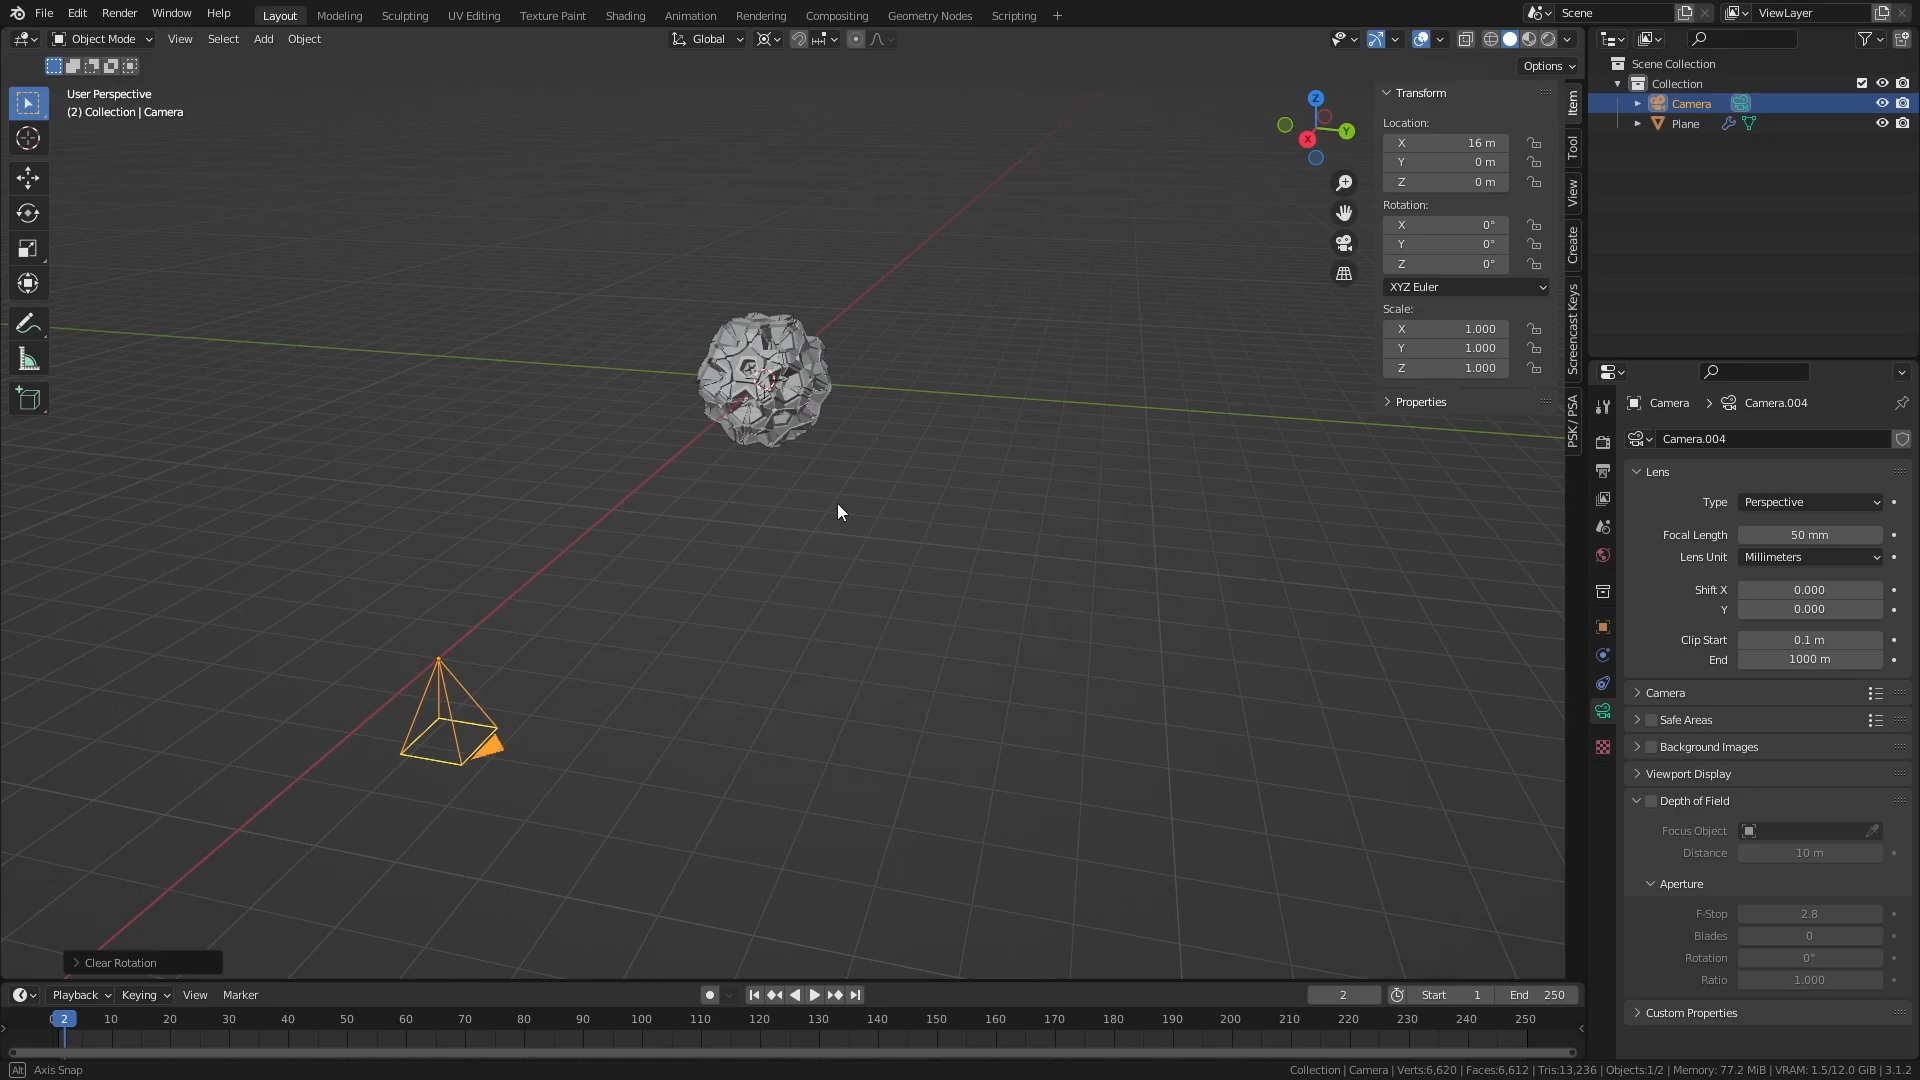 File Edit Render Window Help Layout Modeling Sculpting UV Editing Texture Paint Shading Animation Rendering Compositing Geometry Nodes Scripting + Scene ViewLayer
Object Mode View Select Add Object Global
Options
User Perspective
(2) Collection | Camera
Z
Y
X
Transform
Location:
X 16 m
Y 0 m
Z 0 m
Rotation:
X 0°
Y 0°
Z 0°
XYZ Euler
Scale:
X 1.000
Y 1.000
Z 1.000
Properties
Item
Tool
View
Create
Screencast Keys
PSK / PSA
Scene Collection
Collection
Camera
Plane
Camera Camera.004
Camera.004
Lens
Type Perspective
Focal Length 50 mm
Lens Unit Millimeters
Shift X 0.000
Y 0.000
Clip Start 0.1 m
End 1000 m
Camera
Safe Areas
Background Images
Viewport Display
Depth of Field
Focus Object
Distance 10 m
Aperture
F-Stop 2.8
Blades 0
Rotation 0°
Ratio 1.000
Custom Properties
Clear Rotation
Playback Keying View Marker 2 Start 1 End 250
0 2 10 20 30 40 50 60 70 80 90 100 110 120 130 140 150 160 170 180 190 200 210 220 230 240 250
Alt Axis Snap Collection | Camera | Verts:6,620 | Faces:6,612 | Tris:13,236 | Objects:1/2 | Memory: 77.2 MiB | VRAM: 1.5/12.0 GiB | 3.1.2